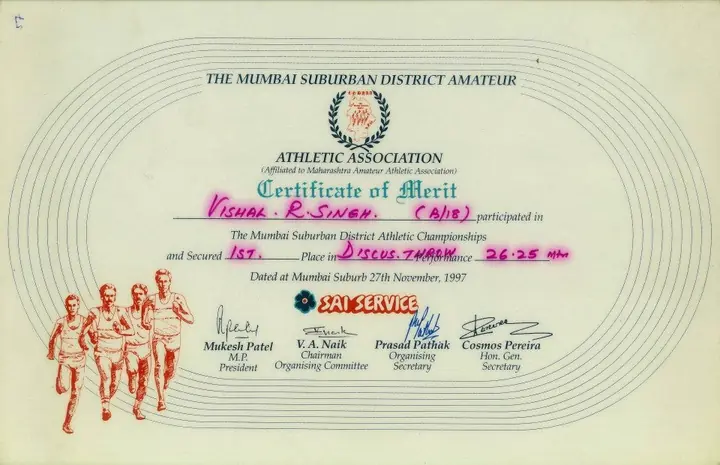 THE MUMBAI SUBURBAN DISTRICT AMATEUR
ATHLETIC ASSOCIATION
(Affiliated to Maharashtra Amateur Athletic Association)
Certificate of Merit
VISHAL. R. SINGH. (B/18) participated in
The Mumbai Suburban District Athletic Championships
and Secured 1ST. Place in DISCUS. THROW Performance 26.25 Mtr
Dated at Mumbai Suburb 27th November, 1997
SAI SERVICE
Mukesh Patel V. A. Naik Prasad Pathak Cosmos Pereira
M.P. Chairman Organising Hon. Gen.
President Organising Committee Secretary Secretary